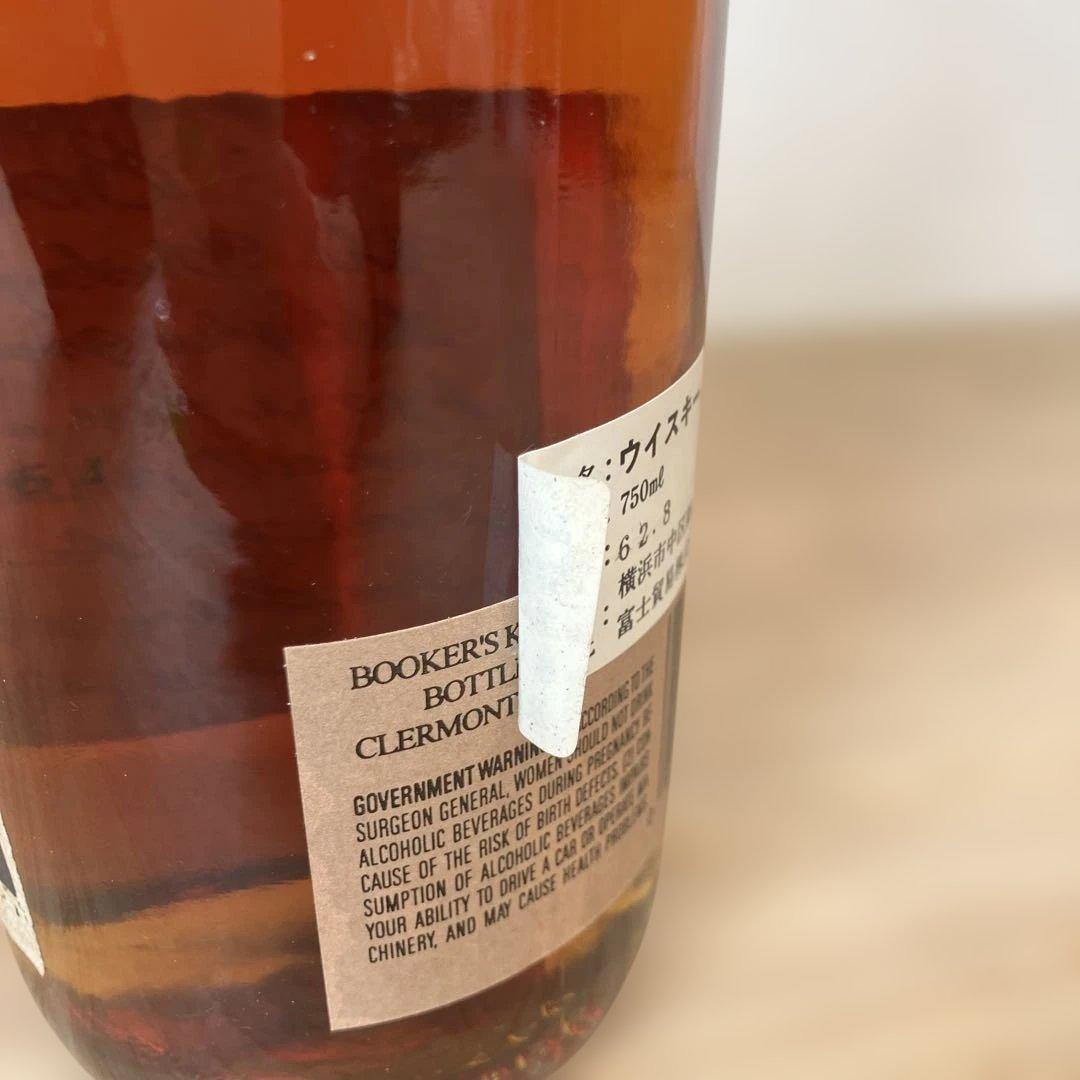 名:ウイスキー
750ml
:62.8
:横浜市中区
:富士貿易株
BOOKER'S K
BOTTL
CLERMONT
GOVERNMENT WARNING ACCORDING TO THE
SURGEON GENERAL, WOMEN SHOULD NOT DRINK
ALCOHOLIC BEVERAGES DURING PREGNANCY BE
CAUSE OF THE RISK OF BIRTH DEFECTS. (2) CON
SUMPTION OF ALCOHOLIC BEVERAGES IMPAIRS
YOUR ABILITY TO DRIVE A CAR OR OPERATE MA
CHINERY, AND MAY CAUSE HEALTH PROBLEMS